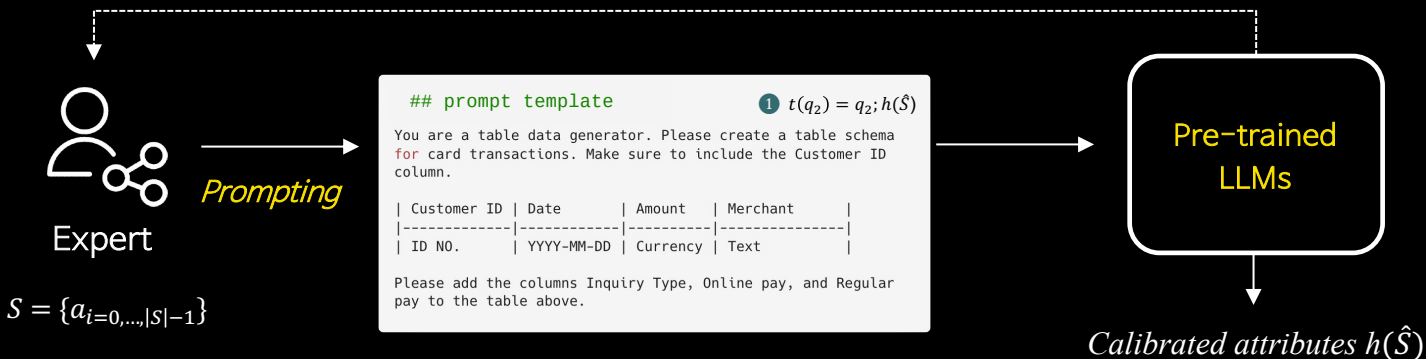 ## prompt template
1 t(q₂) = q₂; h(Ŝ)
You are a table data generator. Please create a table schema
for card transactions. Make sure to include the Customer ID
column.
| Customer ID | Date       | Amount   | Merchant      |
|-------------|------------|----------|---------------|
| ID NO.      | YYYY-MM-DD | Currency | Text          |
Please add the columns Inquiry Type, Online pay, and Regular
pay to the table above.
Prompting
Expert
S = {a_{i=0,...,|S|-1}}
Pre-trained
LLMs
Calibrated attributes h(Ŝ)